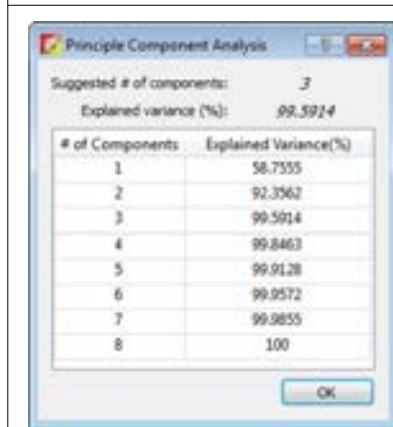 Principle Component Analysis
Suggested # of components: 3
Explained variance (%): 99.5914
# of Components Explained Variance(%)
1 58.7555
2 92.3562
3 99.5914
4 99.8463
5 99.9128
6 99.9572
7 99.9855
8 100
OK